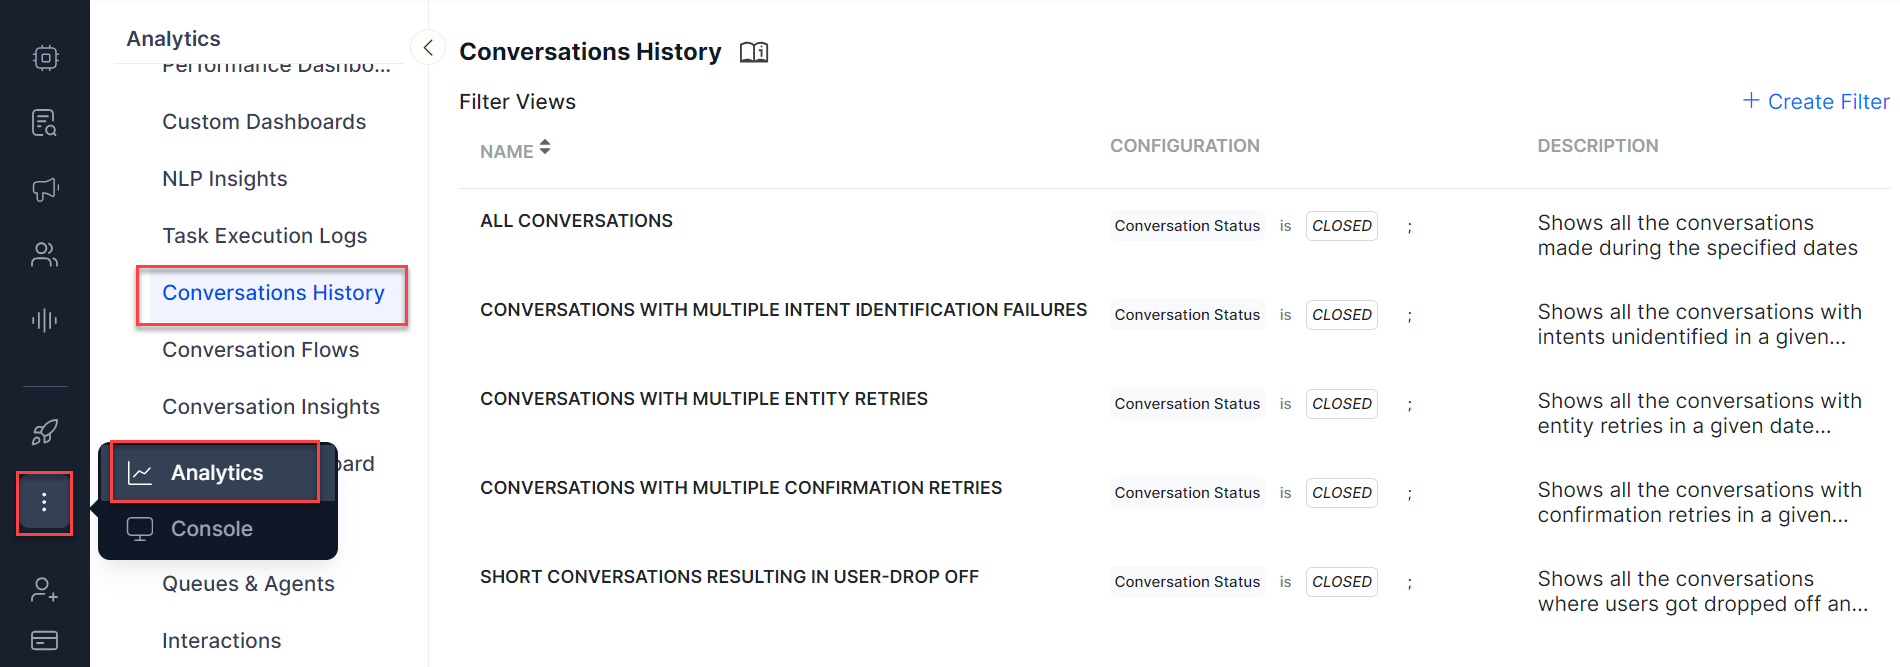 Analytics
Performance Dashbo...
Custom Dashboards
NLP Insights
Task Execution Logs
Conversations History
Conversation Flows
Conversation Insights
Analytics
Console
Queues & Agents
Interactions
Conversations History
Filter Views
+ Create Filter
NAME CONFIGURATION DESCRIPTION
ALL CONVERSATIONS Conversation Status is CLOSED ; Shows all the conversations
made during the specified dates
CONVERSATIONS WITH MULTIPLE INTENT IDENTIFICATION FAILURES Conversation Status is CLOSED ; Shows all the conversations with
intents unidentified in a given...
CONVERSATIONS WITH MULTIPLE ENTITY RETRIES Conversation Status is CLOSED ; Shows all the conversations with
entity retries in a given date...
CONVERSATIONS WITH MULTIPLE CONFIRMATION RETRIES Conversation Status is CLOSED ; Shows all the conversations with
confirmation retries in a given...
SHORT CONVERSATIONS RESULTING IN USER-DROP OFF Conversation Status is CLOSED ; Shows all the conversations
where users got dropped off an...